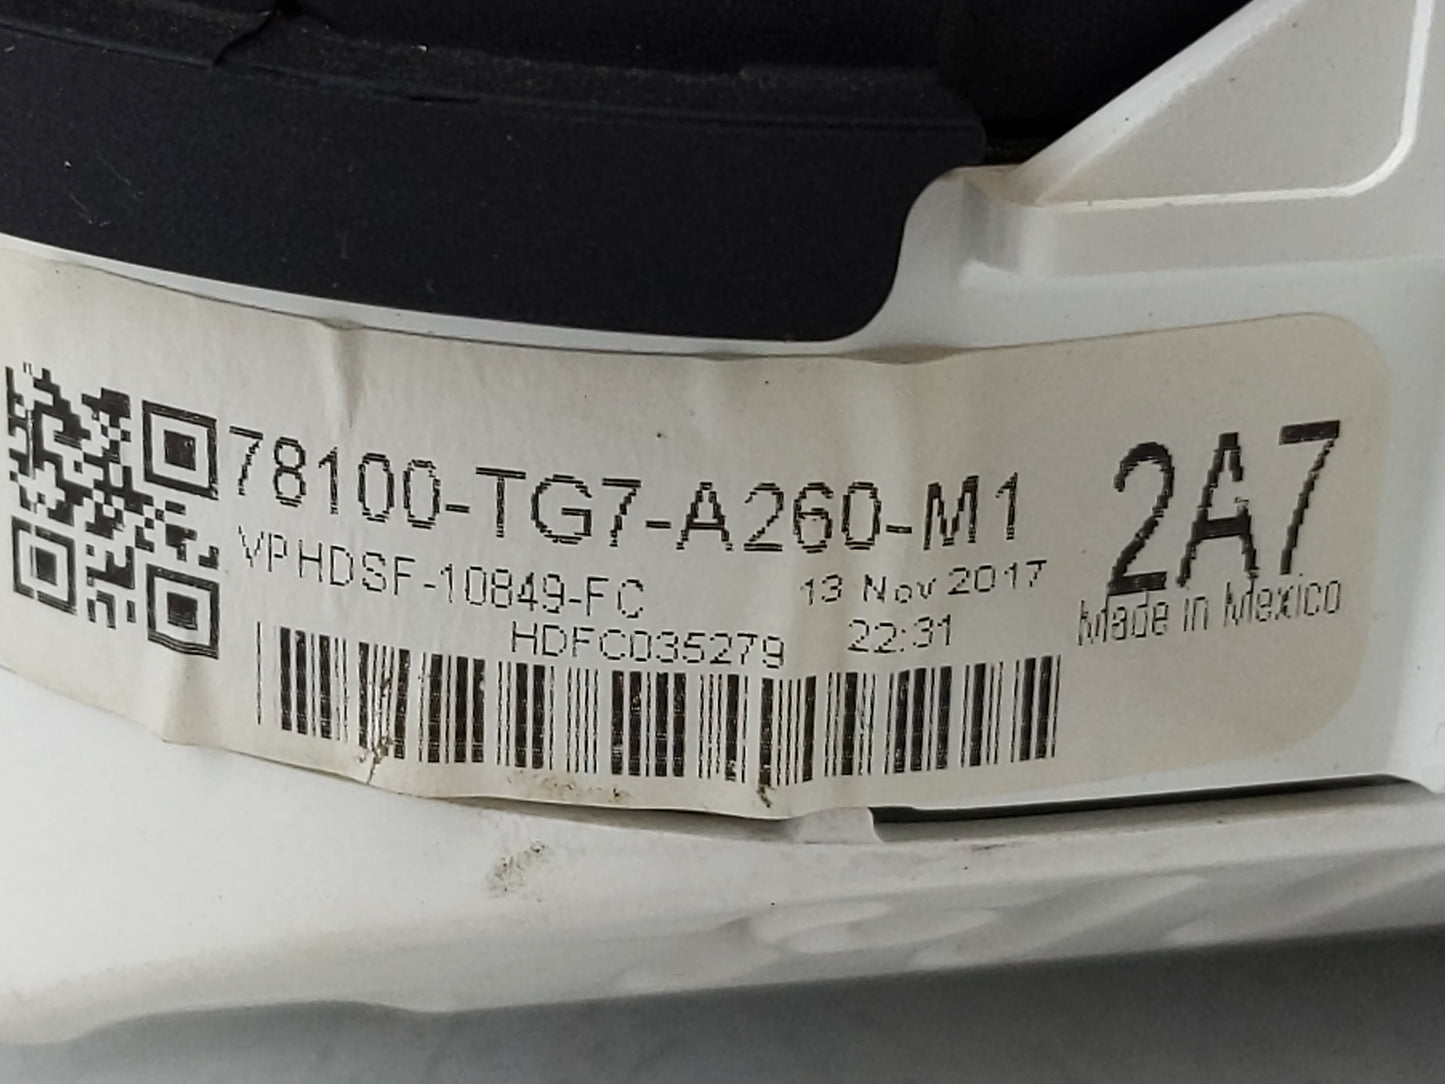 78100-TG7-A260-M1
2A7
VPHDSF-10849-FC
13 Nov 2017
Made in Mexico
HDFC035279
22:31